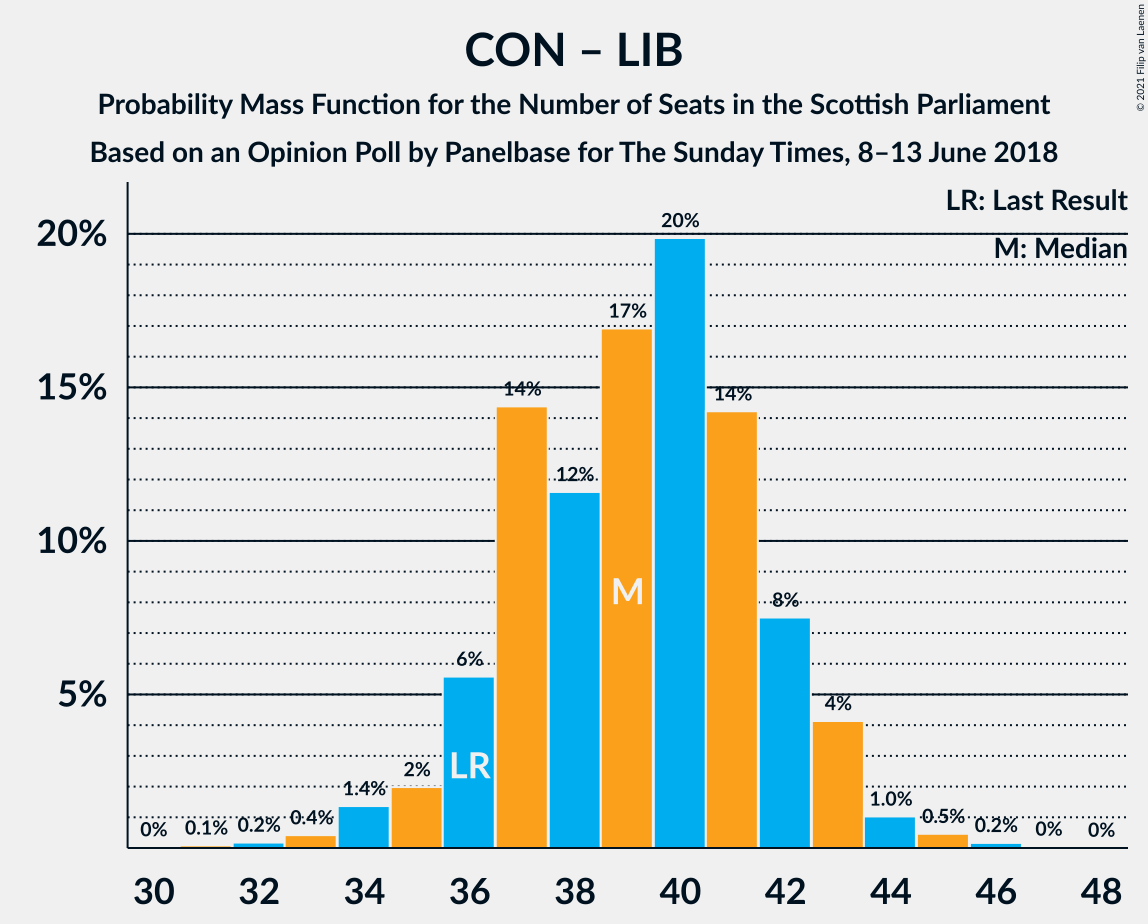 CON – LIB
Probability Mass Function for the Number of Seats in the Scottish Parliament
Based on an Opinion Poll by Panelbase for The Sunday Times, 8–13 June 2018
© 2021 Filip van Laenen
LR: Last Result
M: Median
20%
15%
10%
5%
0%
0.1%
0.2%
0.4%
1.4%
2%
6%
14%
12%
17%
20%
14%
8%
4%
1.0%
0.5%
0.2%
0%
0%
LR
M
30 32 34 36 38 40 42 44 46 48